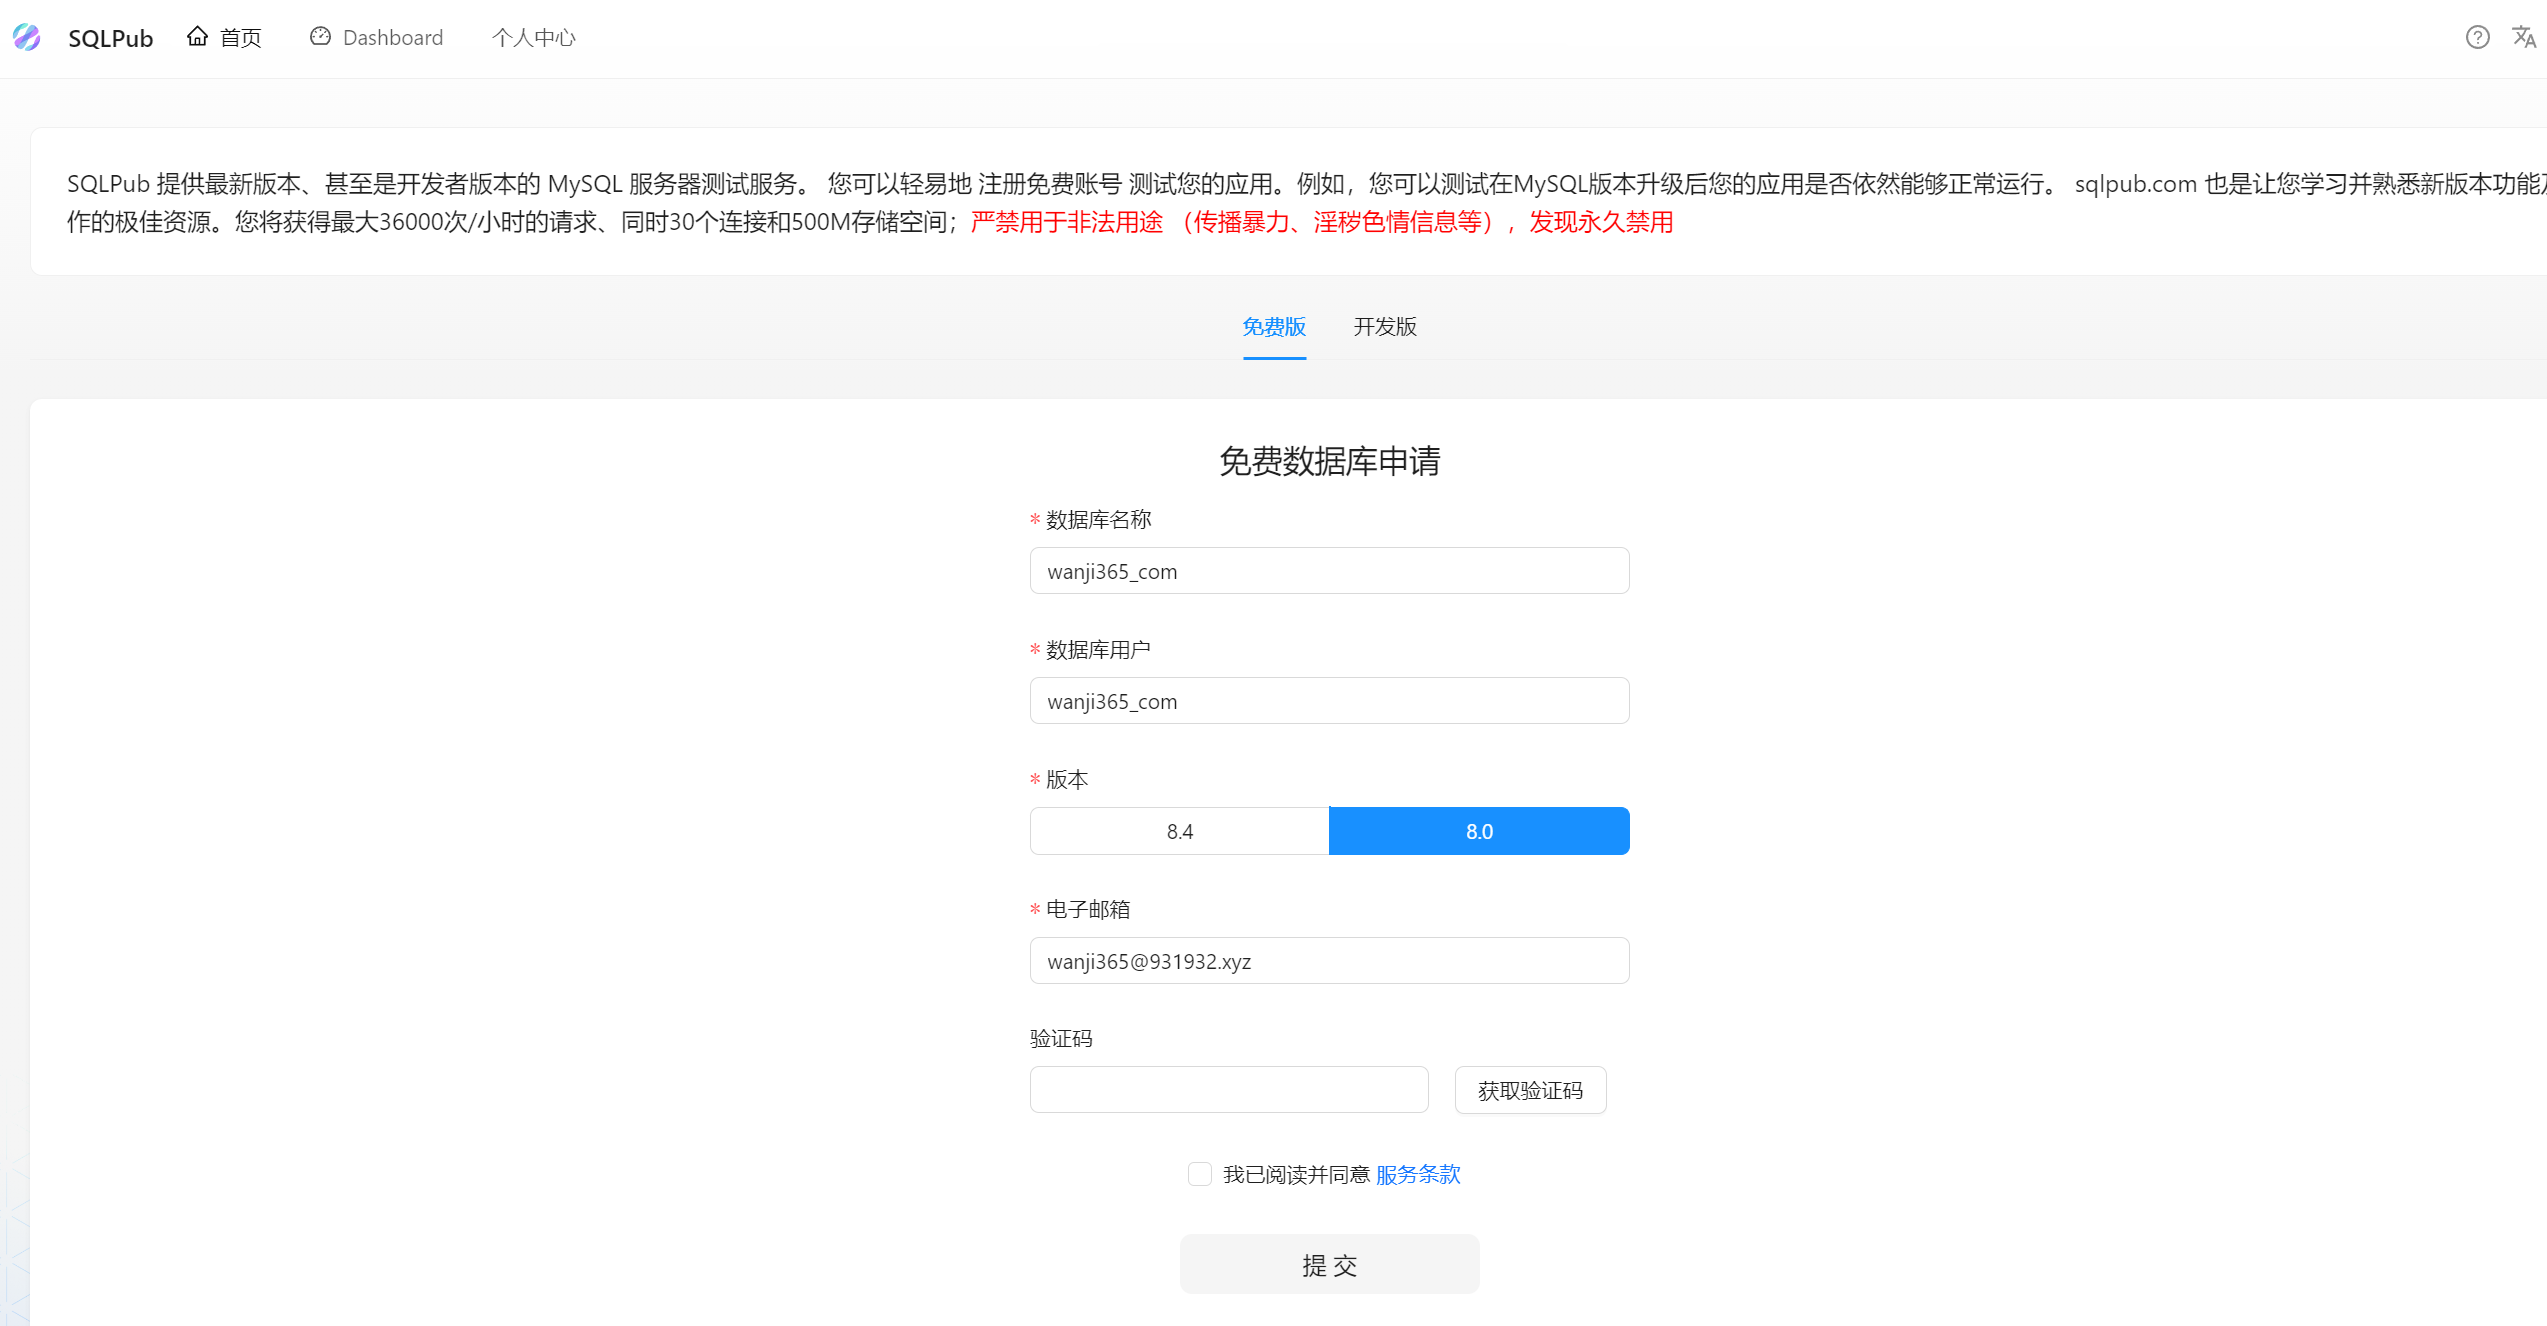 SQLPub 首页 Dashboard 个人中心
SQLPub 提供最新版本、甚至是开发者版本的 MySQL 服务器测试服务。 您可以轻易地 注册免费账号 测试您的应用。例如，您可以测试在MySQL版本升级后您的应用是否依然能够正常运行。 sqlpub.com 也是让您学习并熟悉新版本功能
作的极佳资源。您将获得最大36000次/小时的请求、同时30个连接和500M存储空间；严禁用于非法用途 （传播暴力、淫秽色情信息等），发现永久禁用
免费版 开发版
免费数据库申请
* 数据库名称
wanji365_com
* 数据库用户
wanji365_com
* 版本
8.4 8.0
* 电子邮箱
wanji365@931932.xyz
验证码
获取验证码
我已阅读并同意 服务条款
提 交